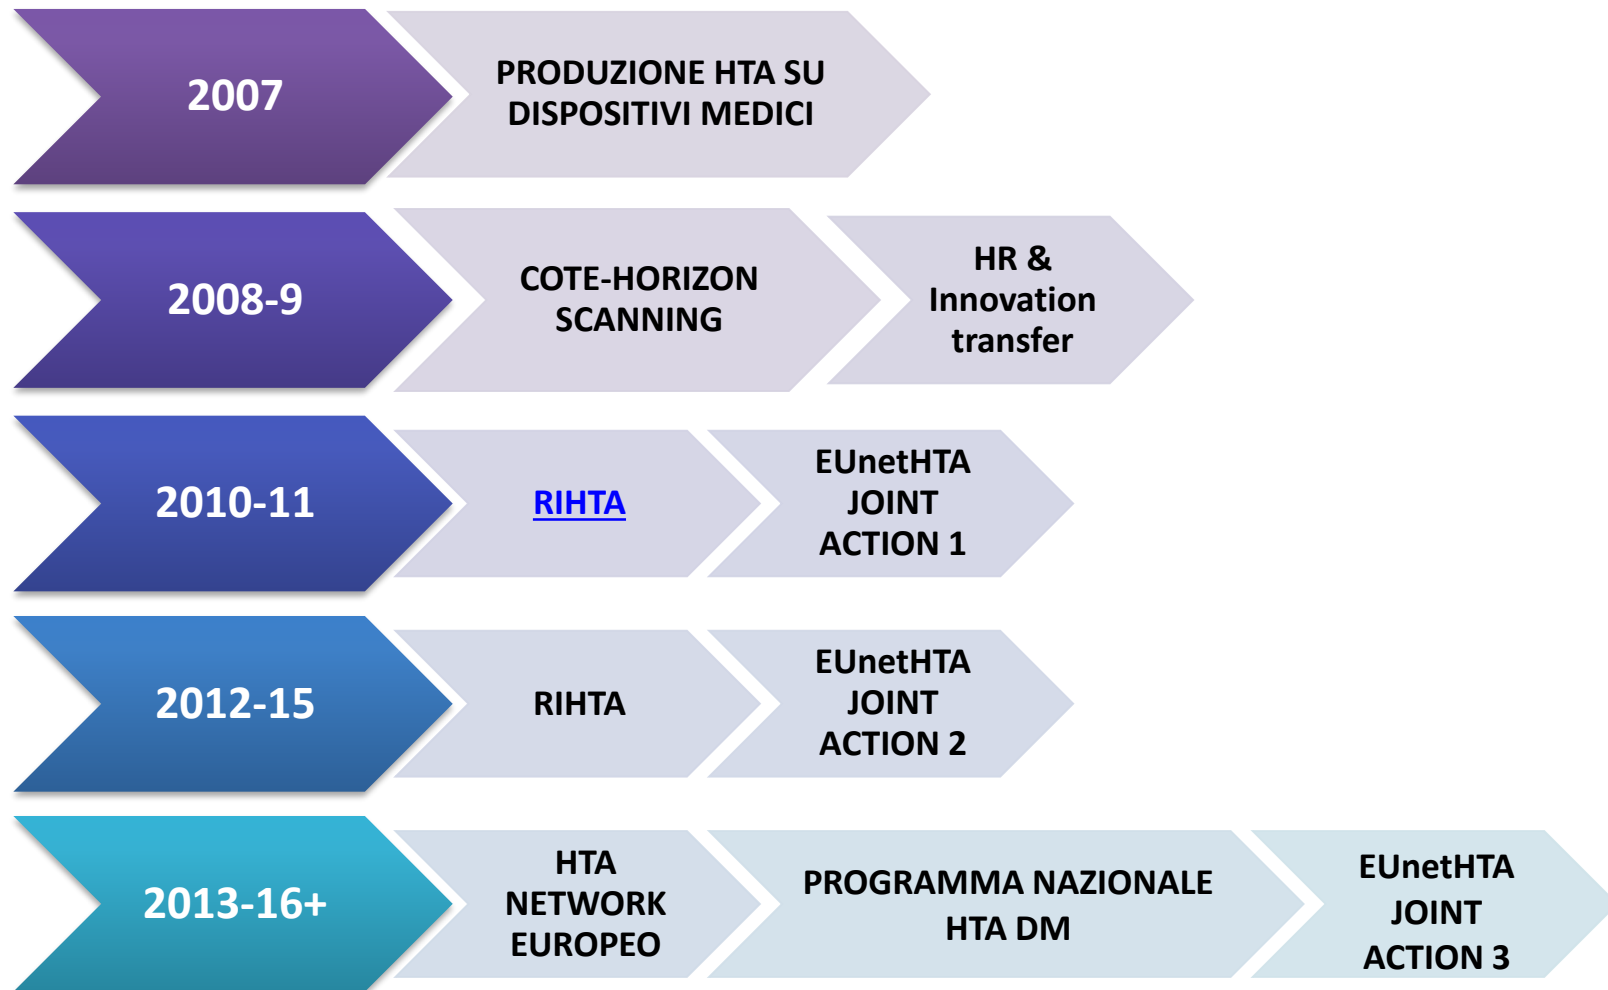 2007
PRODUZIONE HTA SU
DISPOSITIVI MEDICI
2008-9
COTE-HORIZON
SCANNING
HR &
Innovation
transfer
2010-11
RIHTA
EUnetHTA
JOINT
ACTION 1
2012-15
RIHTA
EUnetHTA
JOINT
ACTION 2
2013-16+
HTA
NETWORK
EUROPEO
PROGRAMMA NAZIONALE
HTA DM
EUnetHTA
JOINT
ACTION 3